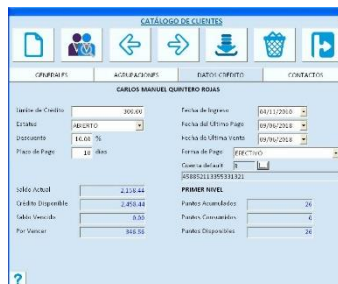 CATÁLOGO DE CLIENTES
GENERALES AGRUPACIONES DATOS CRÉDITO CONTACTOS
CARLOS MANUEL QUINTERO ROJAS
Límite de Crédito 300.00 Fecha de Ingreso 04/11/2010
Estatus ABIERTO Fecha del Último Pago 09/06/2018
Descuento 10.00 % Fecha de Última Venta 09/06/2018
Plazo de Pago 10 días Forma de Pago EFECTIVO
Cuenta default
Saldo Actual 2,158.44 PRIMER NIVEL
Crédito Disponible 2,458.44 Puntos Acumulados 26
Saldo Vencido 0.00 Puntos Consumidos 0
Por Vencer 846.56 Puntos Disponibles 26
?